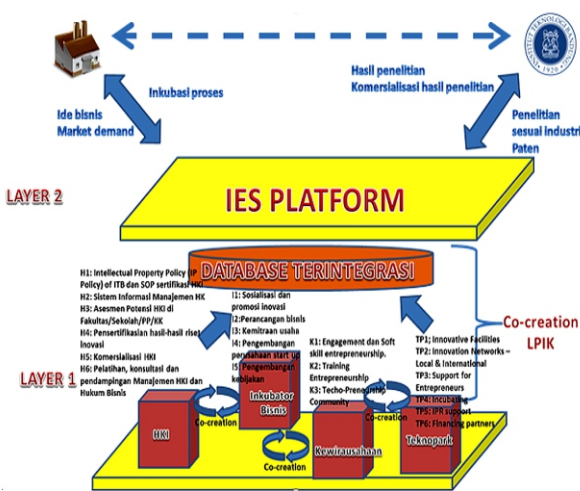 INSTITUT TEKNOLOGI BANDUNG
1920
Inkubasi proses
Ide bisnis
Market demand
Hasil penelitian
Komersialisasi hasil penelitian
Penelitian
sesuai industri
Paten
LAYER 2
IES PLATFORM
DATABASE TERINTEGRASI
H1: Intellectual Property Policy (IP
Policy) of ITB dan SOP sertifikasi HKI
H2: Sistem Informasi Manajemen HK
H3: Asesmen Potensi HKI di
Fakultas/Sekolah/PP/KK
H4: Pensertifikasian hasil-hasil riset
inovasi
H5: Komersialisasi HKI
H6: Pelatihan, konsultasi dan
pendampingan Manajemen HKI dan
Hukum Bisnis
I1: Sosialisasi dan
promosi inovasi
I2:Perancangan bisnis
I3: Kemitraan usaha
I4: Pengembangan
perusahaan start up
I5: Pengembangan
kebijakan
K1: Engagement and Soft
skill entrepreneurship.
K2: Training
Entrepreneurship
K3: Techo-Preneurship
Community
TP1; Innovative Facilities
TP2: Innovation Networks –
Local & International
TP3: Support for
Entrepreneurs
TP4: Incubating
TP5: IPR support
TP6: Financing partners
Co-creation
LPIK
LAYER 1
HKI
Co-creation
Inkubator
Bisnis
Co-creation
Kewirausahaan
Co-creation
Teknopark